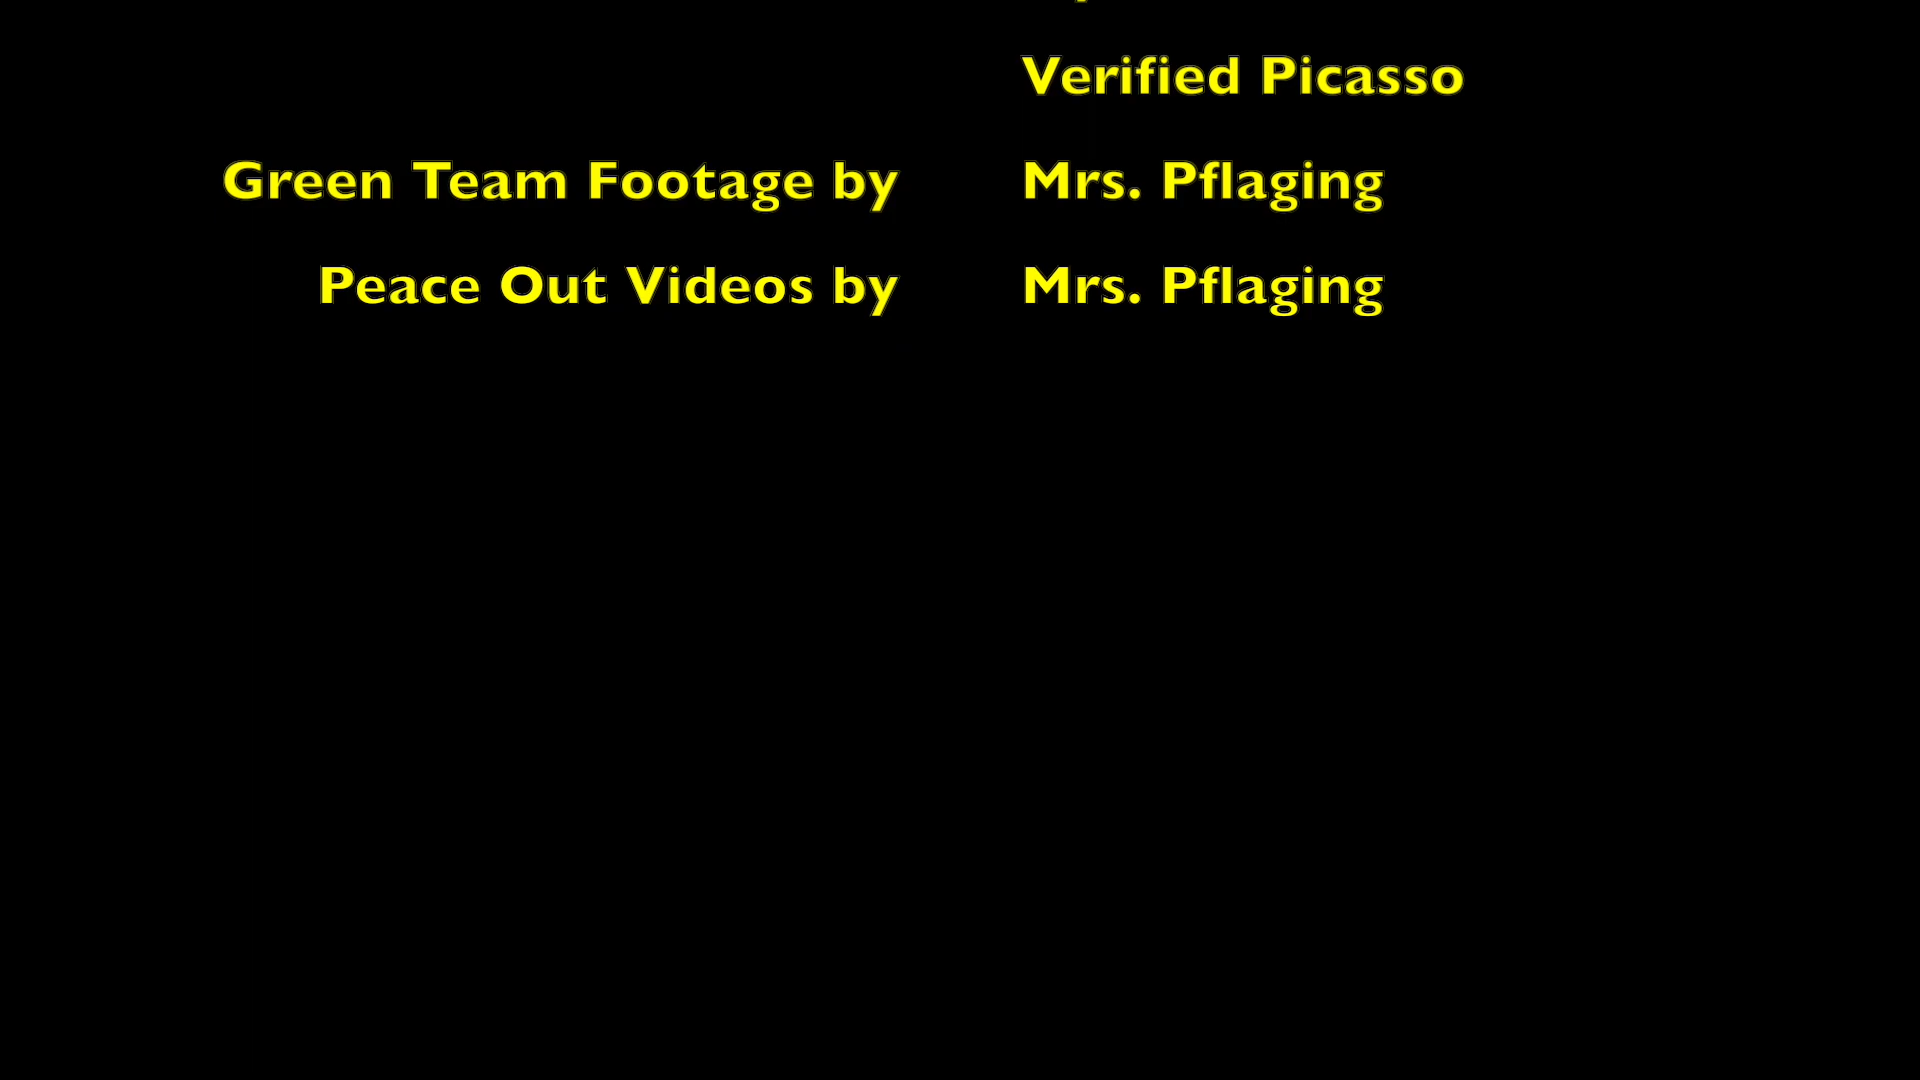 Verified Picasso
Green Team Footage by Mrs. Pflaging
Peace Out Videos by Mrs. Pflaging